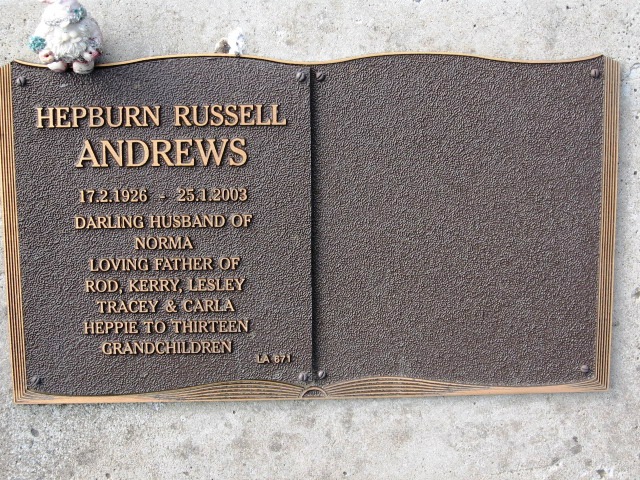 HEPBURN RUSSELL
ANDREWS
17.2.1926 - 25.1.2003
DARLING HUSBAND OF
NORMA
LOVING FATHER OF
ROD, KERRY, LESLEY
TRACEY & CARLA
HEPPIE TO THIRTEEN
GRANDCHILDREN
LA 671